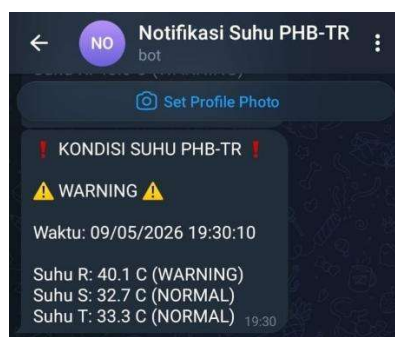 NO
Notifikasi Suhu PHB-TR
bot
Set Profile Photo
❗ KONDISI SUHU PHB-TR ❗
⚠️ WARNING ⚠️
Waktu: 09/05/2026 19:30:10
Suhu R: 40.1 C (WARNING)
Suhu S: 32.7 C (NORMAL)
Suhu T: 33.3 C (NORMAL) 19:30